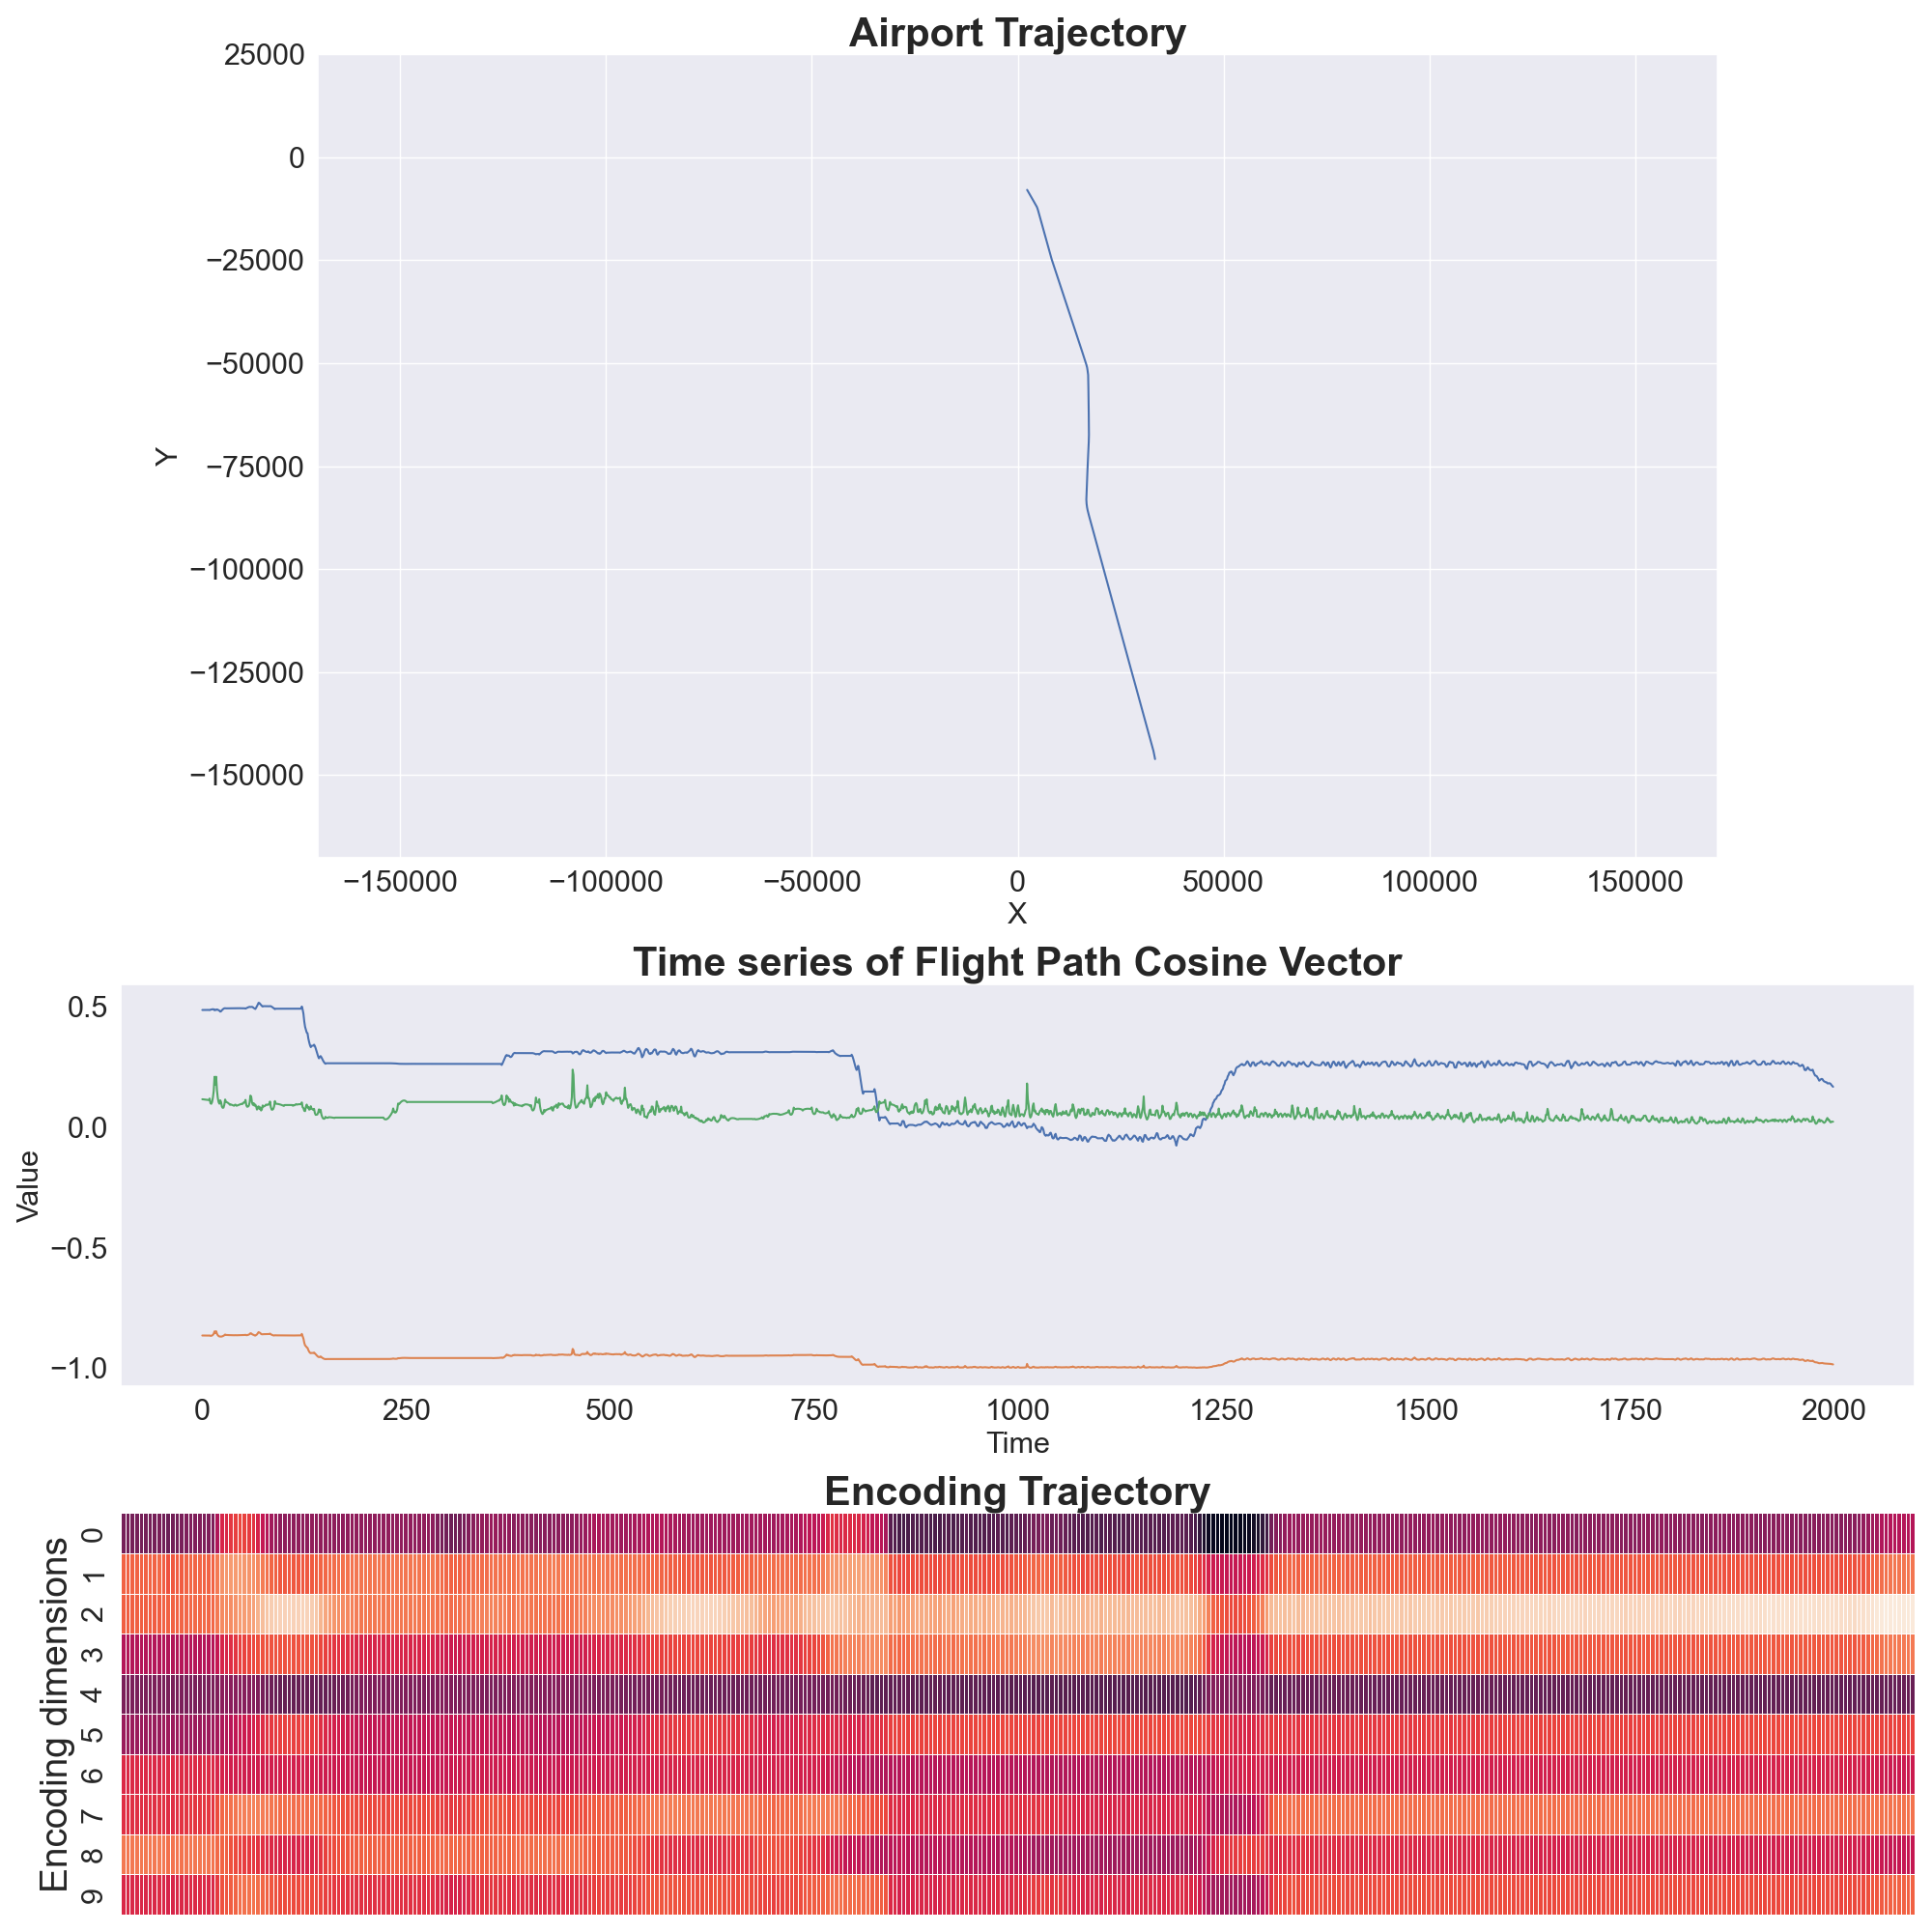 Airport Trajectory
25000
0
−25000
−50000
−75000
−100000
−125000
−150000
Y
−150000 −100000 −50000 0 50000 100000 150000
X
Time series of Flight Path Cosine Vector
0.5
0.0
−0.5
−1.0
Value
0 250 500 750 1000 1250 1500 1750 2000
Time
Encoding Trajectory
Encoding dimensions
0
1
2
3
4
5
6
7
8
9